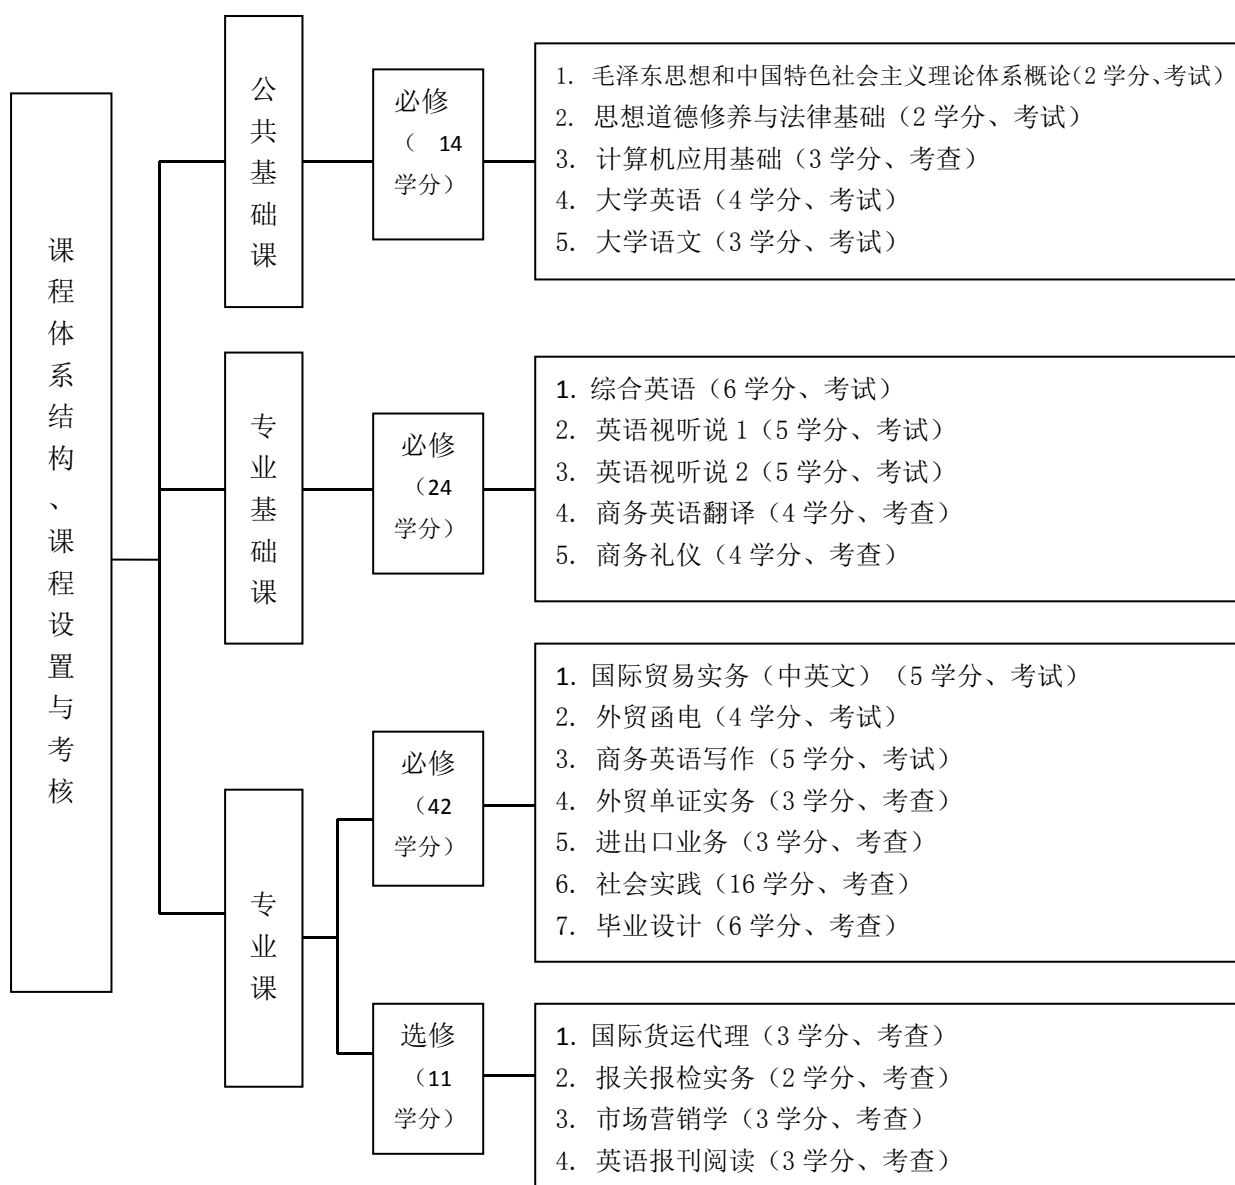 课程体系结构、课程设置与考核
公共基础课
必修
（ 14
学分）
1. 毛泽东思想和中国特色社会主义理论体系概论（2 学分、考试）
2. 思想道德修养与法律基础（2 学分、考试）
3. 计算机应用基础（3 学分、考查）
4. 大学英语（4 学分、考试）
5. 大学语文（3 学分、考试）
专业基础课
必修
（24
学分）
1. 综合英语（6 学分、考试）
2. 英语视听说 1（5 学分、考试）
3. 英语视听说 2（5 学分、考试）
4. 商务英语翻译（4 学分、考查）
5. 商务礼仪（4 学分、考查）
专业课
必修
（42
学分）
1. 国际贸易实务（中英文）（5 学分、考试）
2. 外贸函电（4 学分、考试）
3. 商务英语写作（5 学分、考试）
4. 外贸单证实务（3 学分、考查）
5. 进出口业务（3 学分、考查）
6. 社会实践（16 学分、考查）
7. 毕业设计（6 学分、考查）
选修
（11
学分）
1. 国际货运代理（3 学分、考查）
2. 报关报检实务（2 学分、考查）
3. 市场营销学（3 学分、考查）
4. 英语报刊阅读（3 学分、考查）